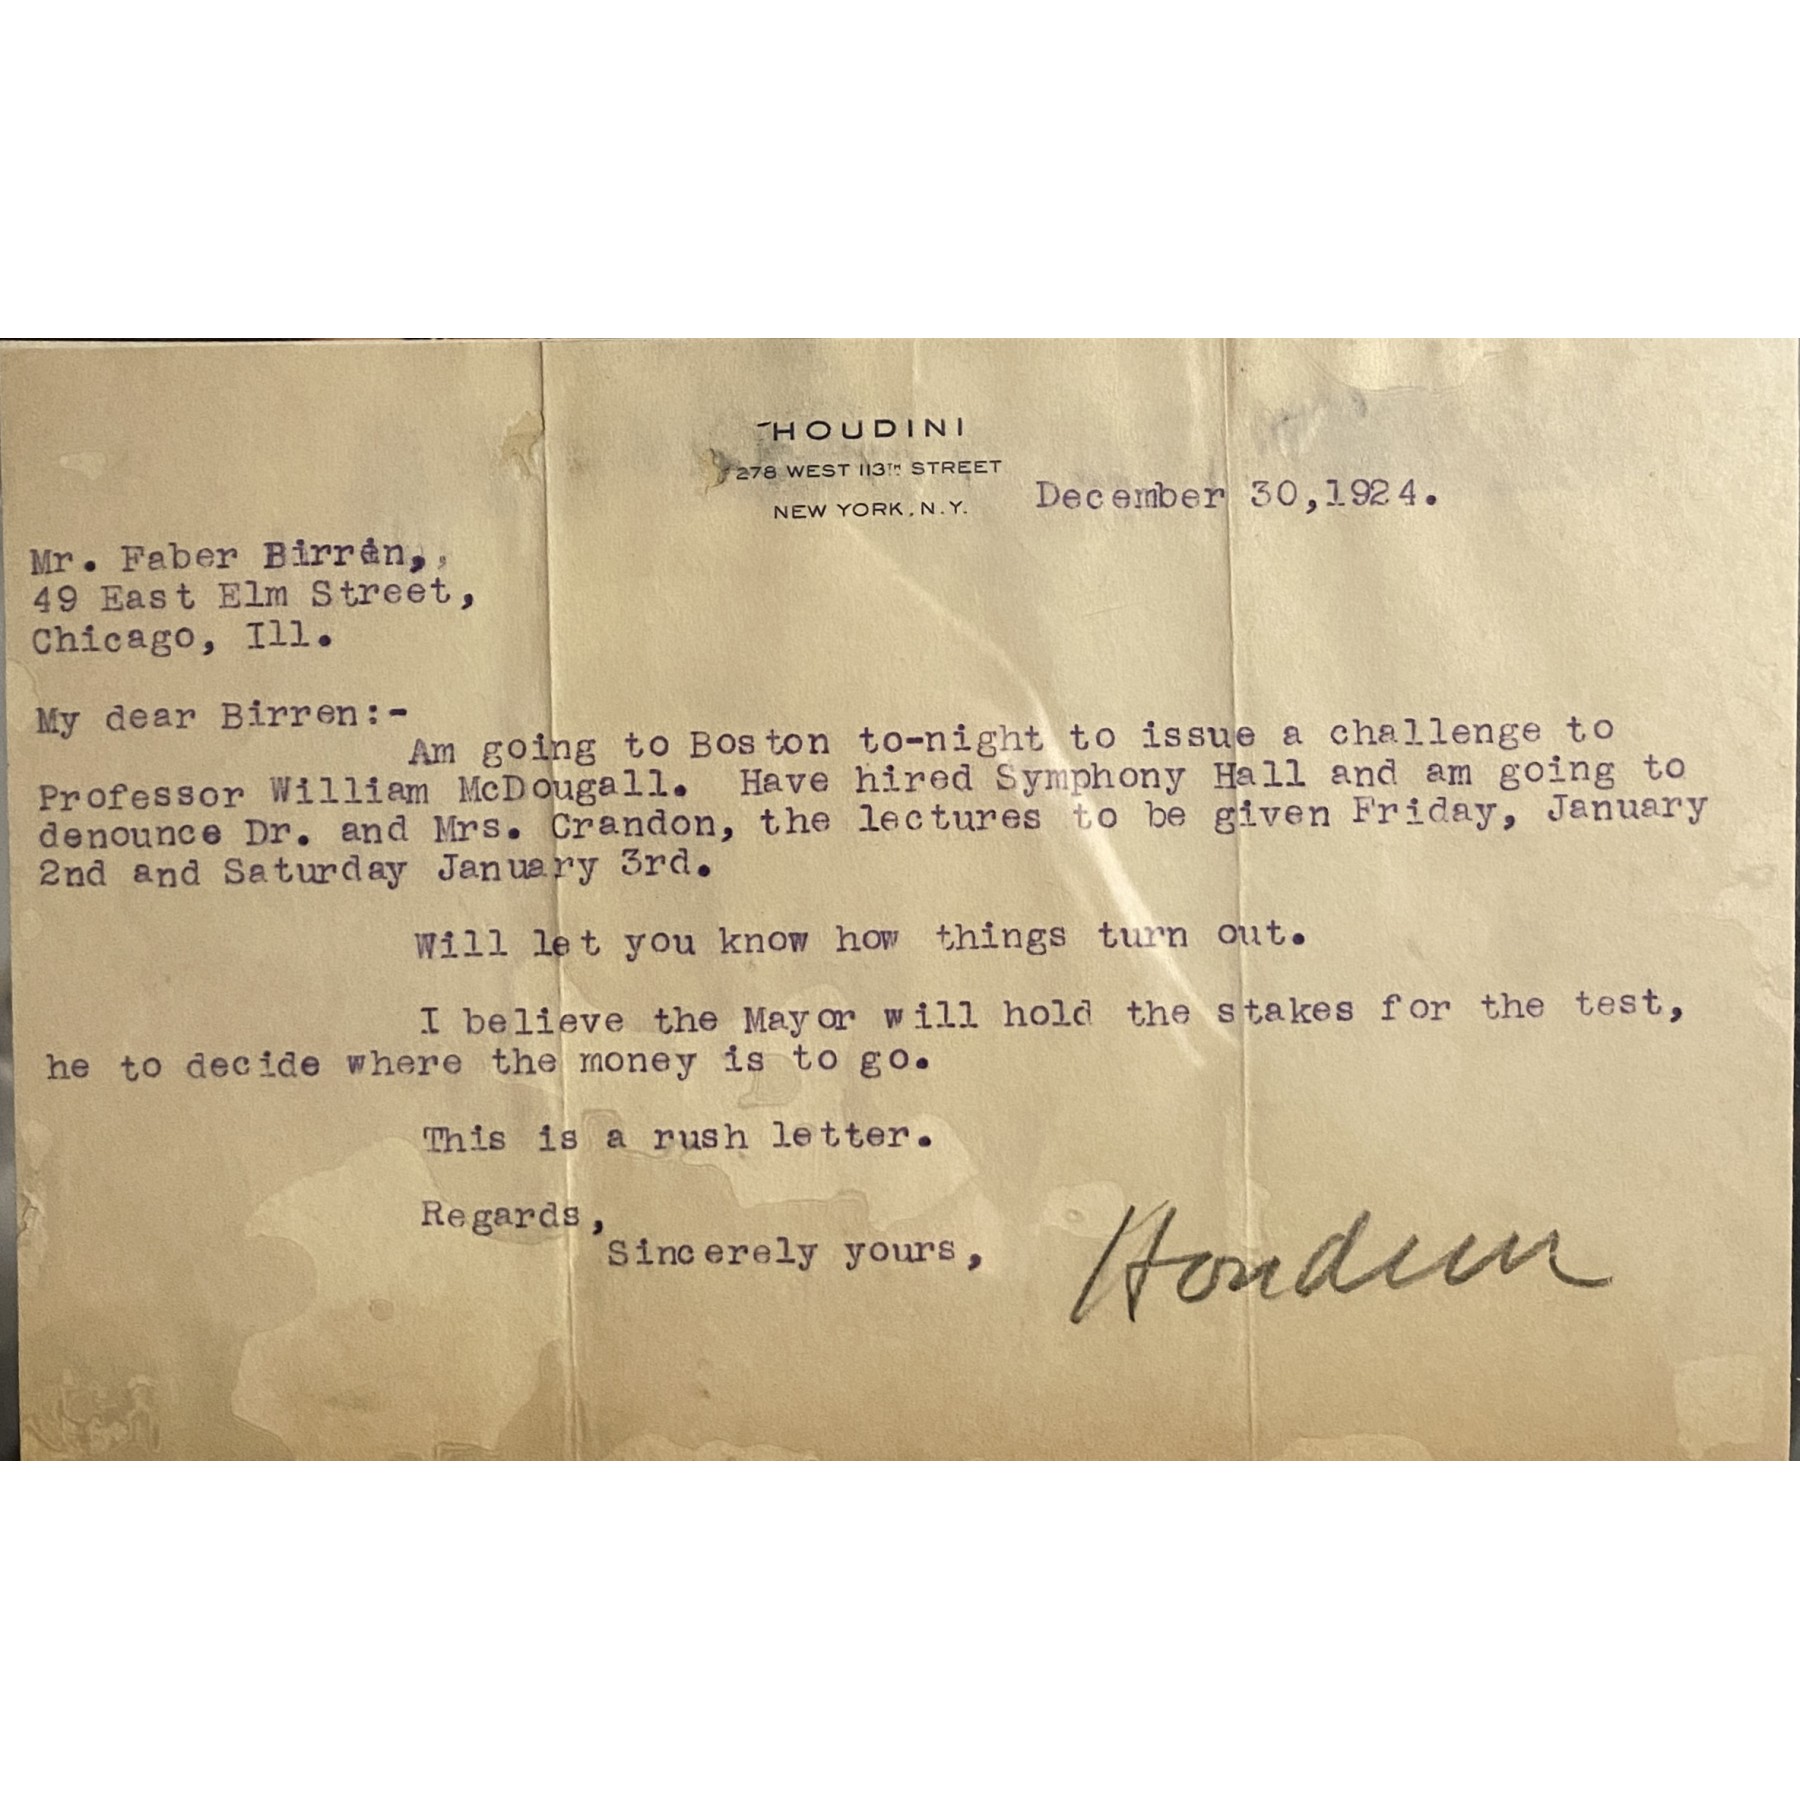 HOUDINI
278 WEST 113TH STREET
NEW YORK, N.Y.
December 30,1924.
Mr. Faber Birren,,
49 East Elm Street,
Chicago, Ill.
My dear Birren:-
Am going to Boston to-night to issue a challenge to
Professor William McDougall. Have hired Symphony Hall and am going to
denounce Dr. and Mrs. Crandon, the lectures to be given Friday, January
2nd and Saturday January 3rd.
Will let you know how things turn out.
I believe the Mayor will hold the stakes for the test,
he to decide where the money is to go.
This is a rush letter.
Regards,
Sincerely yours,
Houdini